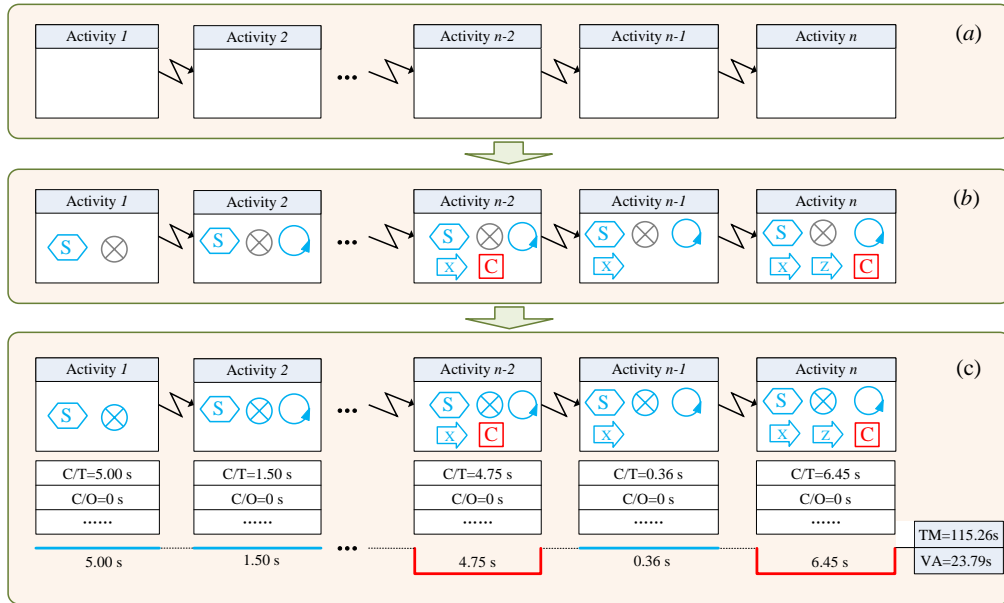 (a)
Activity 1
Activity 2
...
Activity n-2
Activity n-1
Activity n
(b)
Activity 1
Activity 2
...
Activity n-2
Activity n-1
Activity n
S
S
S
S
S
x
C
x
x
z
C
(c)
Activity 1
Activity 2
...
Activity n-2
Activity n-1
Activity n
S
S
S
S
S
x
C
x
x
z
C
C/T=5.00 s
C/T=1.50 s
C/T=4.75 s
C/T=0.36 s
C/T=6.45 s
C/O=0 s
C/O=0 s
C/O=0 s
C/O=0 s
C/O=0 s
......
......
......
......
......
...
5.00 s
1.50 s
4.75 s
0.36 s
6.45 s
TM=115.26s
VA=23.79s